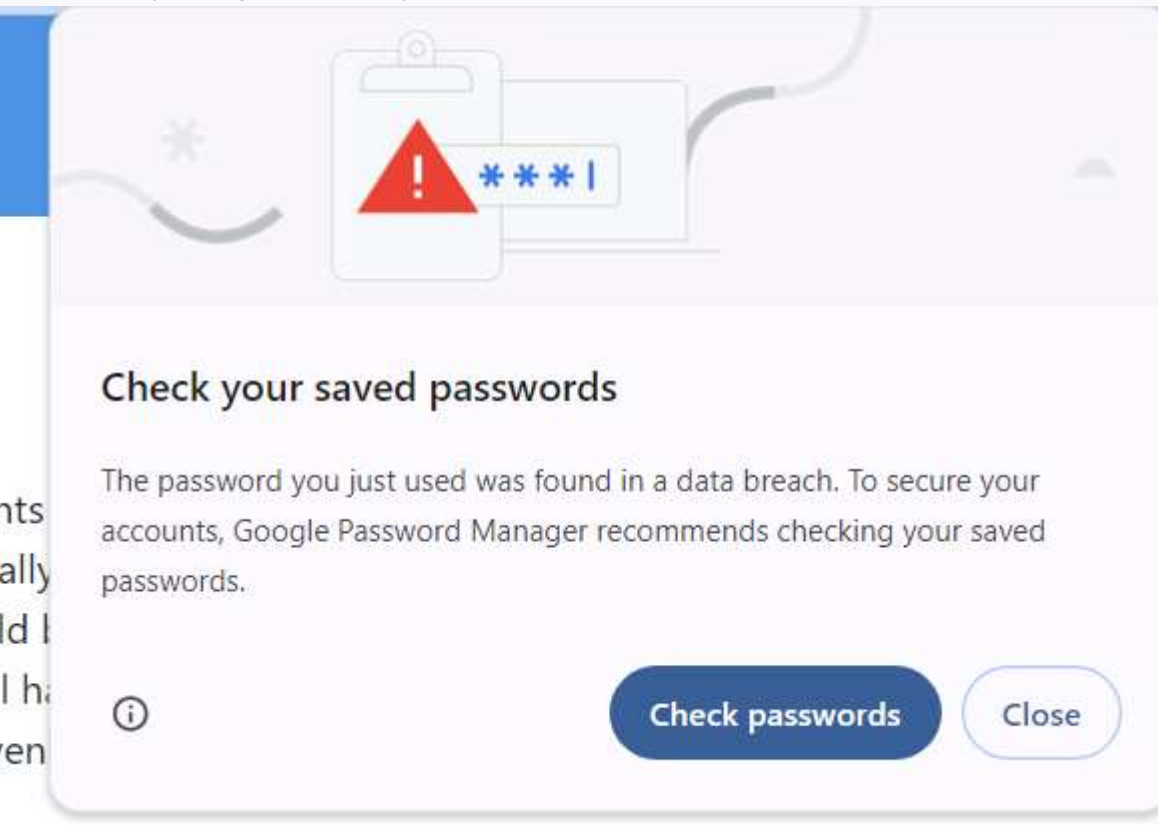 ***|
Check your saved passwords
The password you just used was found in a data breach. To secure your
accounts, Google Password Manager recommends checking your saved
passwords.
Check passwords
Close